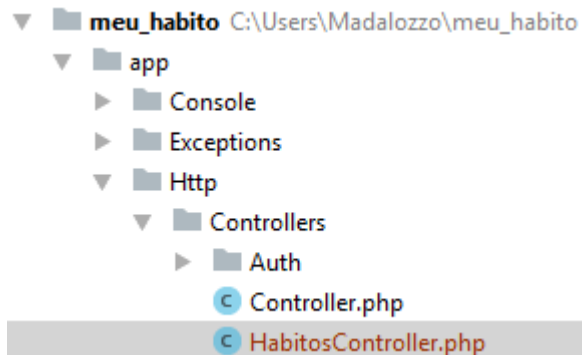 meu_habito C:\Users\Madalozzo\meu_habito
app
Console
Exceptions
Http
Controllers
Auth
C Controller.php
C HabitosController.php